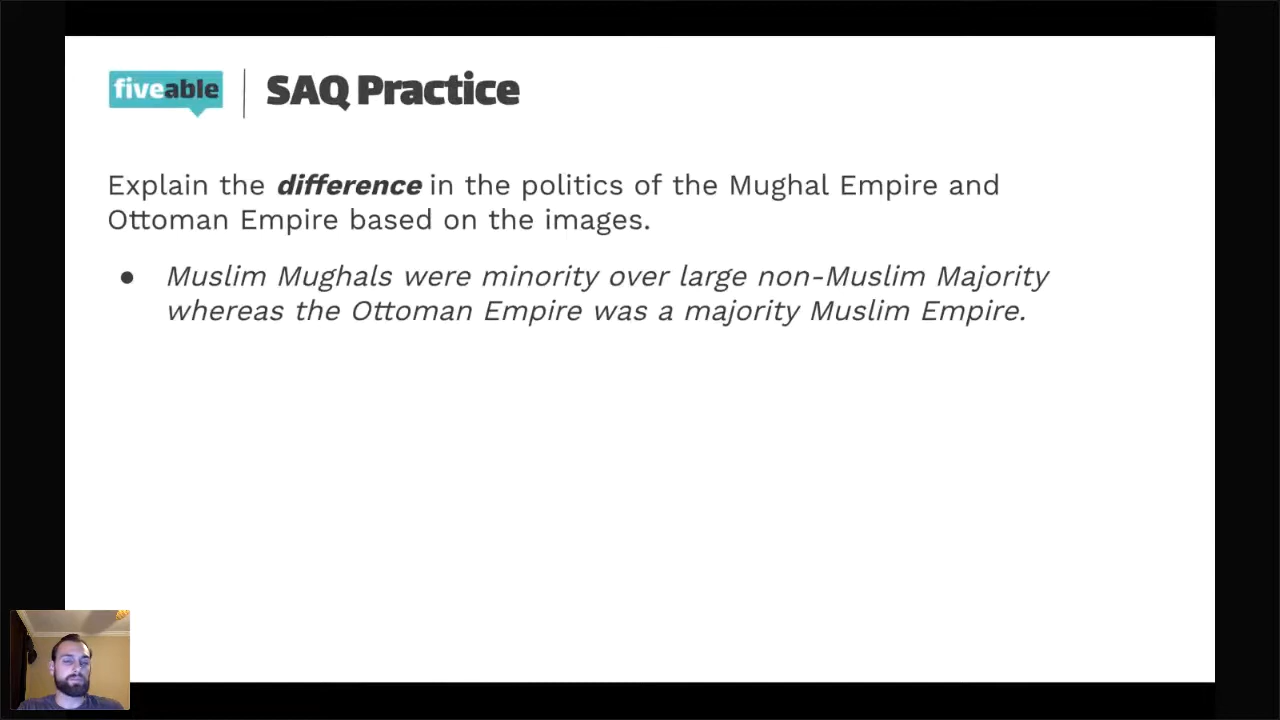 fiveable
SAQ Practice
Explain the difference in the politics of the Mughal Empire and
Ottoman Empire based on the images.
● Muslim Mughals were minority over large non-Muslim Majority
whereas the Ottoman Empire was a majority Muslim Empire.